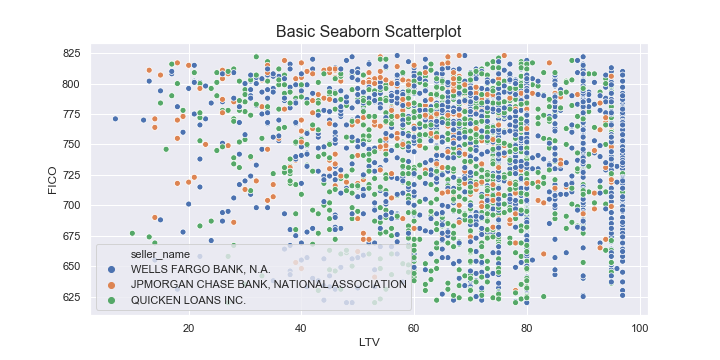 Basic Seaborn Scatterplot
825
800
775
750
725
700
675
650
625
FICO
seller_name
WELLS FARGO BANK, N.A.
JPMORGAN CHASE BANK, NATIONAL ASSOCIATION
QUICKEN LOANS INC.
20
40
60
80
100
LTV